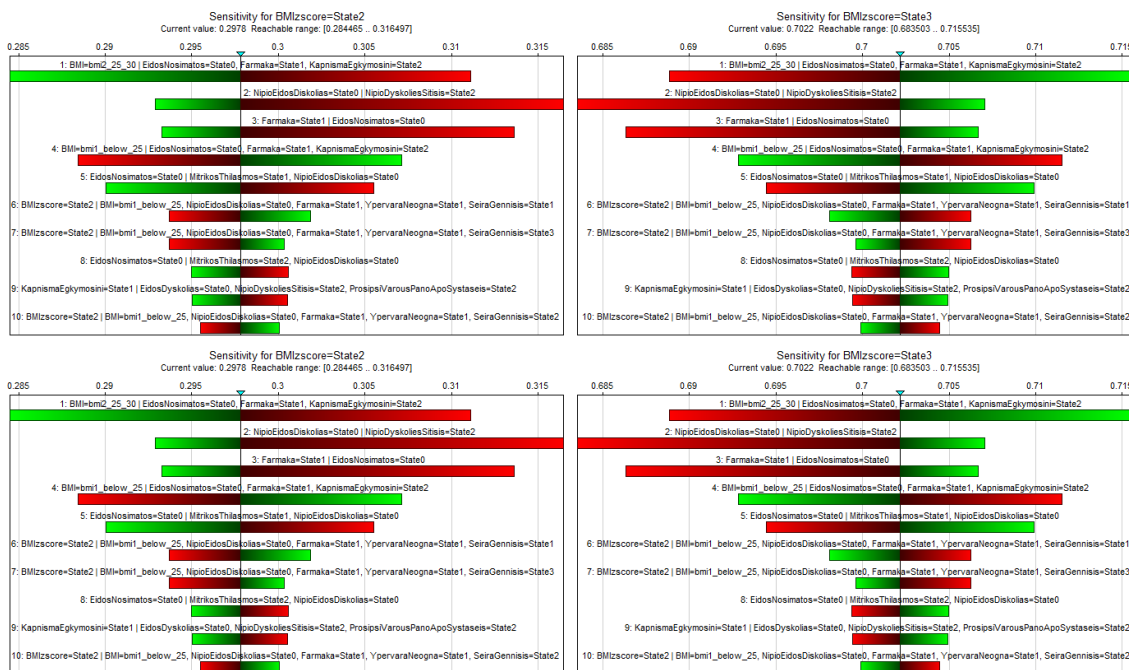 Sensitivity for BMIzscore=State2
Current value: 0.2978 Reachable range: [0.284465 .. 0.316497]
0.285 0.29 0.295 0.3 0.305 0.31 0.315
1: BMI=bmi2_25_30 | EidosNosimatos=State0, Farmaka=State1, KapnismaEgkymosini=State2
2: NipioEidosDiskolias=State0 | NipioDyskoliesSitisis=State2
3: Farmaka=State1 | EidosNosimatos=State0
4: BMI=bmi1_below_25 | EidosNosimatos=State0, Farmaka=State1, KapnismaEgkymosini=State2
5: EidosNosimatos=State0 | MitrikosThilasmos=State1, NipioEidosDiskolias=State0
6: BMIzscore=State2 | BMI=bmi1_below_25, NipioEidosDiskolias=State0, Farmaka=State1, YpervaraNeogna=State1, SeiraGennisis=State1
7: BMIzscore=State2 | BMI=bmi1_below_25, NipioEidosDiskolias=State0, Farmaka=State1, YpervaraNeogna=State1, SeiraGennisis=State3
8: EidosNosimatos=State0 | MitrikosThilasmos=State2, NipioEidosDiskolias=State0
9: KapnismaEgkymosini=State1 | EidosDyskolias=State0, NipioDyskoliesSitisis=State2, ProsipsiVarousPanoApoSystaseis=State2
10: BMIzscore=State2 | BMI=bmi1_below_25, NipioEidosDiskolias=State0, Farmaka=State1, YpervaraNeogna=State1, SeiraGennisis=State2
Sensitivity for BMIzscore=State3
Current value: 0.7022 Reachable range: [0.683503 .. 0.715535]
0.685 0.69 0.695 0.7 0.705 0.71 0.715
1: BMI=bmi2_25_30 | EidosNosimatos=State0, Farmaka=State1, KapnismaEgkymosini=State2
2: NipioEidosDiskolias=State0 | NipioDyskoliesSitisis=State2
3: Farmaka=State1 | EidosNosimatos=State0
4: BMI=bmi1_below_25 | EidosNosimatos=State0, Farmaka=State1, KapnismaEgkymosini=State2
5: EidosNosimatos=State0 | MitrikosThilasmos=State1, NipioEidosDiskolias=State0
6: BMIzscore=State2 | BMI=bmi1_below_25, NipioEidosDiskolias=State0, Farmaka=State1, YpervaraNeogna=State1, SeiraGennisis=State1
7: BMIzscore=State2 | BMI=bmi1_below_25, NipioEidosDiskolias=State0, Farmaka=State1, YpervaraNeogna=State1, SeiraGennisis=State3
8: EidosNosimatos=State0 | MitrikosThilasmos=State2, NipioEidosDiskolias=State0
9: KapnismaEgkymosini=State1 | EidosDyskolias=State0, NipioDyskoliesSitisis=State2, ProsipsiVarousPanoApoSystaseis=State2
10: BMIzscore=State2 | BMI=bmi1_below_25, NipioEidosDiskolias=State0, Farmaka=State1, YpervaraNeogna=State1, SeiraGennisis=State2
Sensitivity for BMIzscore=State2
Current value: 0.2978 Reachable range: [0.284465 .. 0.316497]
0.285 0.29 0.295 0.3 0.305 0.31 0.315
1: BMI=bmi2_25_30 | EidosNosimatos=State0, Farmaka=State1, KapnismaEgkymosini=State2
2: NipioEidosDiskolias=State0 | NipioDyskoliesSitisis=State2
3: Farmaka=State1 | EidosNosimatos=State0
4: BMI=bmi1_below_25 | EidosNosimatos=State0, Farmaka=State1, KapnismaEgkymosini=State2
5: EidosNosimatos=State0 | MitrikosThilasmos=State1, NipioEidosDiskolias=State0
6: BMIzscore=State2 | BMI=bmi1_below_25, NipioEidosDiskolias=State0, Farmaka=State1, YpervaraNeogna=State1, SeiraGennisis=State1
7: BMIzscore=State2 | BMI=bmi1_below_25, NipioEidosDiskolias=State0, Farmaka=State1, YpervaraNeogna=State1, SeiraGennisis=State3
8: EidosNosimatos=State0 | MitrikosThilasmos=State2, NipioEidosDiskolias=State0
9: KapnismaEgkymosini=State1 | EidosDyskolias=State0, NipioDyskoliesSitisis=State2, ProsipsiVarousPanoApoSystaseis=State2
10: BMIzscore=State2 | BMI=bmi1_below_25, NipioEidosDiskolias=State0, Farmaka=State1, YpervaraNeogna=State1, SeiraGennisis=State2
Sensitivity for BMIzscore=State3
Current value: 0.7022 Reachable range: [0.683503 .. 0.715535]
0.685 0.69 0.695 0.7 0.705 0.71 0.715
1: BMI=bmi2_25_30 | EidosNosimatos=State0, Farmaka=State1, KapnismaEgkymosini=State2
2: NipioEidosDiskolias=State0 | NipioDyskoliesSitisis=State2
3: Farmaka=State1 | EidosNosimatos=State0
4: BMI=bmi1_below_25 | EidosNosimatos=State0, Farmaka=State1, KapnismaEgkymosini=State2
5: EidosNosimatos=State0 | MitrikosThilasmos=State1, NipioEidosDiskolias=State0
6: BMIzscore=State2 | BMI=bmi1_below_25, NipioEidosDiskolias=State0, Farmaka=State1, YpervaraNeogna=State1, SeiraGennisis=State1
7: BMIzscore=State2 | BMI=bmi1_below_25, NipioEidosDiskolias=State0, Farmaka=State1, YpervaraNeogna=State1, SeiraGennisis=State3
8: EidosNosimatos=State0 | MitrikosThilasmos=State2, NipioEidosDiskolias=State0
9: KapnismaEgkymosini=State1 | EidosDyskolias=State0, NipioDyskoliesSitisis=State2, ProsipsiVarousPanoApoSystaseis=State2
10: BMIzscore=State2 | BMI=bmi1_below_25, NipioEidosDiskolias=State0, Farmaka=State1, YpervaraNeogna=State1, SeiraGennisis=State2